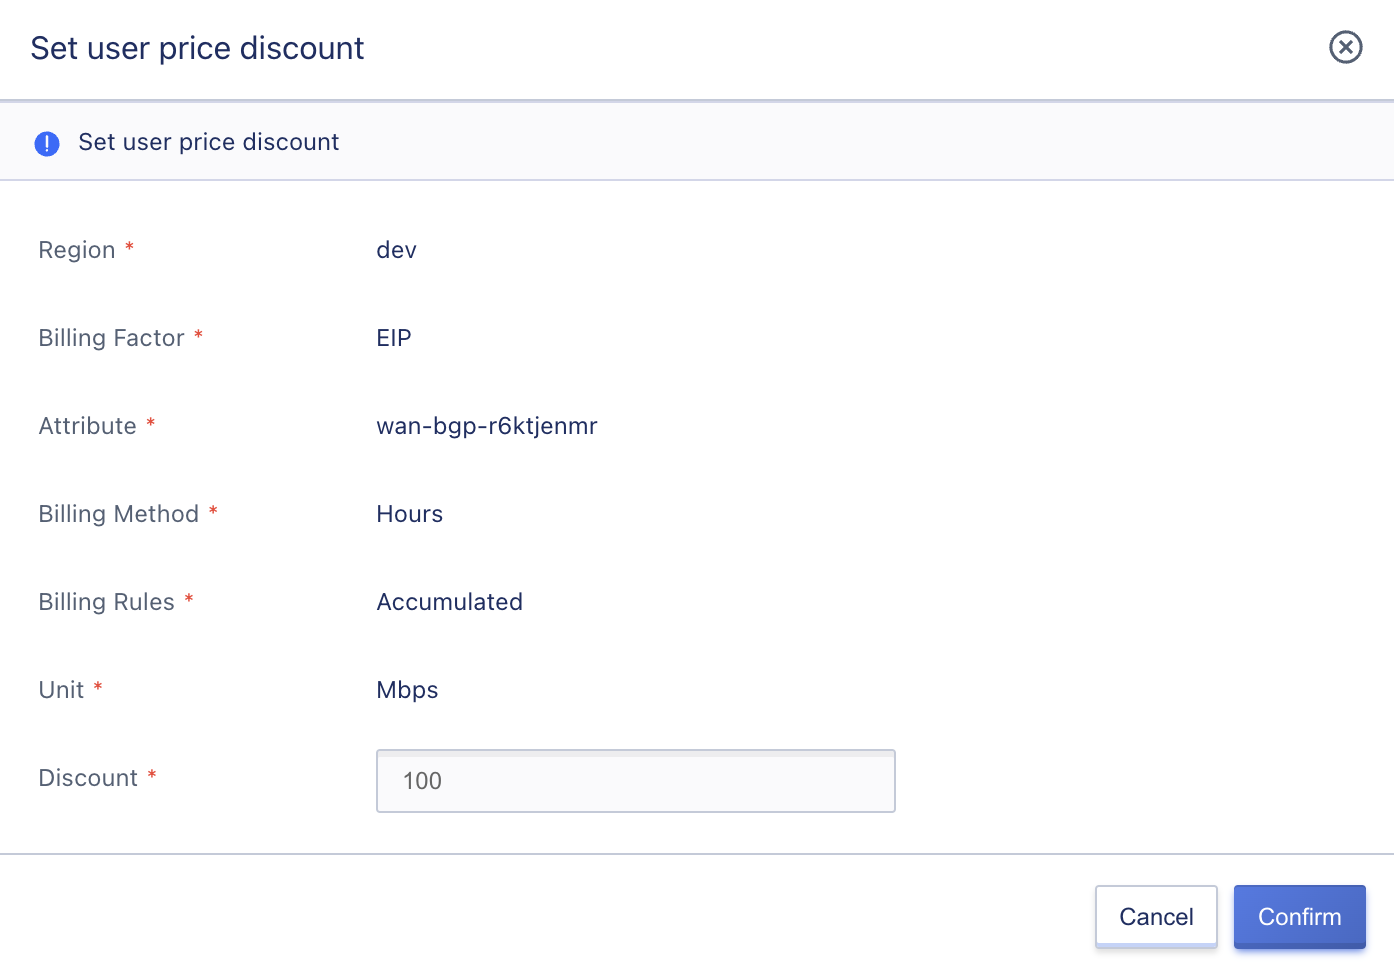 Set user price discount
Set user price discount
Region * dev
Billing Factor * EIP
Attribute * wan-bgp-r6ktjenmr
Billing Method * Hours
Billing Rules * Accumulated
Unit * Mbps
Discount * 100
Cancel Confirm